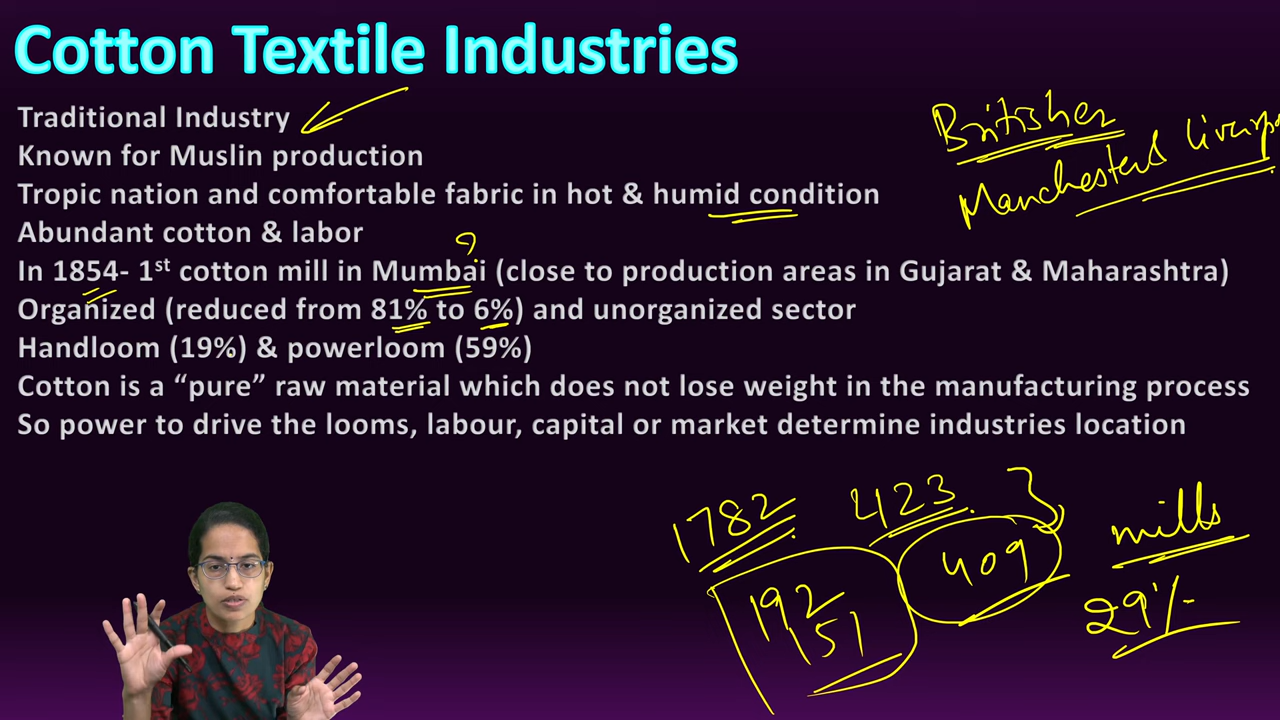 Cotton Textile Industries
Traditional Industry
Known for Muslin production
Tropic nation and comfortable fabric in hot & humid condition
Abundant cotton & labor
In 1854- 1st cotton mill in Mumbai (close to production areas in Gujarat & Maharashtra)
Organized (reduced from 81% to 6%) and unorganized sector
Handloom (19%) & powerloom (59%)
Cotton is a “pure” raw material which does not lose weight in the manufacturing process
So power to drive the looms, labour, capital or market determine industries location
Britisher
Manchester &
?
1782 423
mills
192 409
151
29%